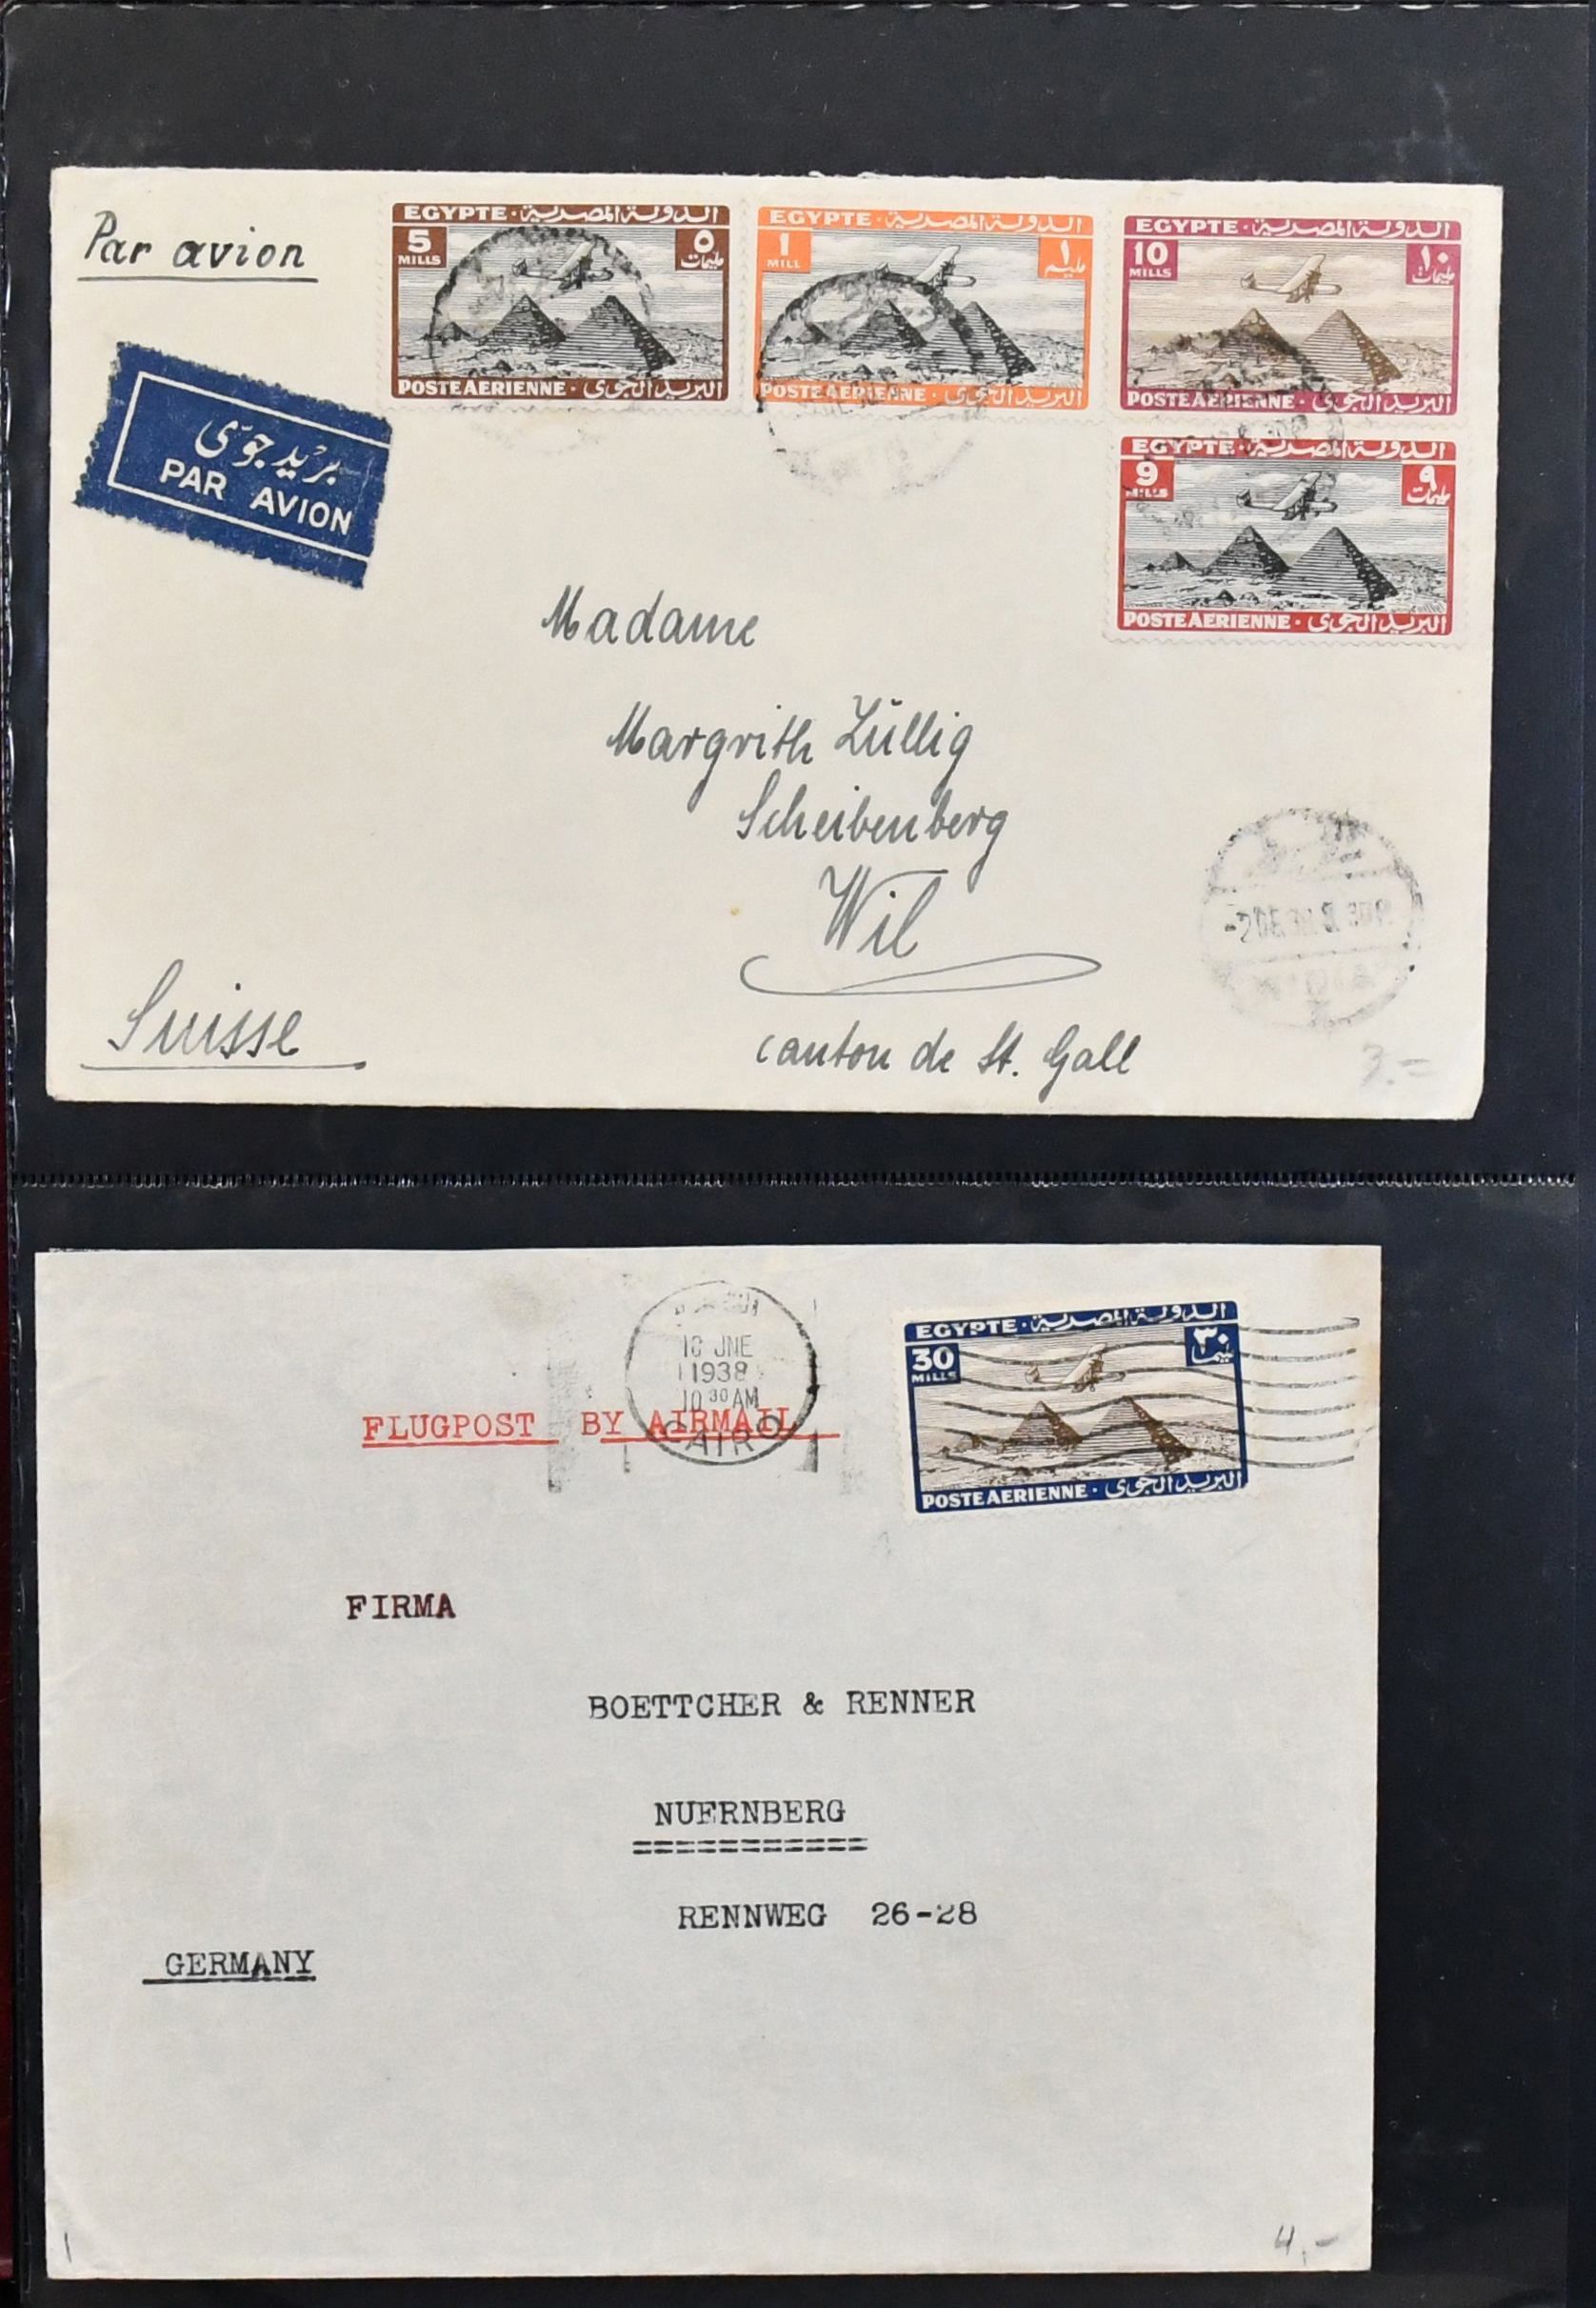 Par avion
EGYPTE · الدولة المصرية
5 MILLS ٥ مليمات
POSTE AERIENNE · البريد الجوى
EGYPTE · الدولة المصرية
1 MILL ١ مليم
POSTE AERIENNE · البريد الجوى
EGYPTE · الدولة المصرية
10 MILLS ١٠ مليمات
POSTE AERIENNE · البريد الجوى
EGYPTE · الدولة المصرية
9 MILLS ٩ مليمات
POSTE AERIENNE · البريد الجوى
بريد جوّى
PAR AVION
Madame
Margrith Züllig
Scheibenberg
Wil
Suisse
canton de St. Gall
3.=
JNE
1938
10 30 AM
CAIRO
EGYPTE · الدولة المصرية
30 MILLS ٣٠ مليما
POSTE AERIENNE · البريد الجوى
FLUGPOST BY AIRMAIL
FIRMA
BOETTCHER & RENNER
NUERNBERG
===========
RENNWEG 26-28
GERMANY
4,-